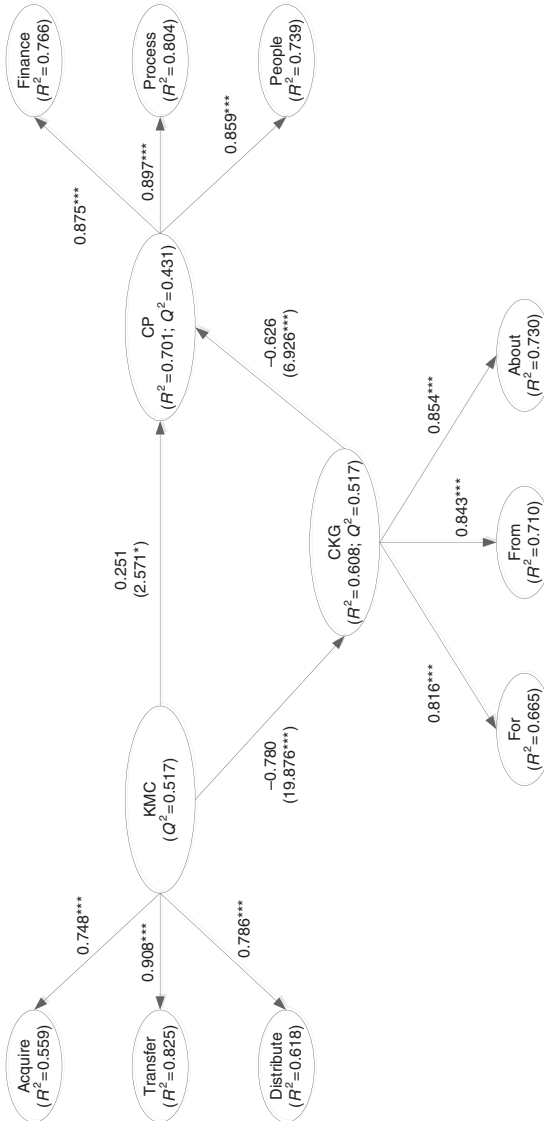 Acquire
(R²=0.559)
Transfer
(R²=0.825)
Distribute
(R²=0.618)
0.748***
0.908***
0.786***
KMC
(Q²=0.517)
0.251
(2.571*)
−0.780
(19.876***)
CP
(R²=0.701; Q²=0.431)
−0.626
(6.926***)
CKG
(R²=0.608; Q²=0.517)
0.875***
0.897***
0.859***
Finance
(R²=0.766)
Process
(R²=0.804)
People
(R²=0.739)
0.816***
0.843***
0.854***
For
(R²=0.665)
From
(R²=0.710)
About
(R²=0.730)